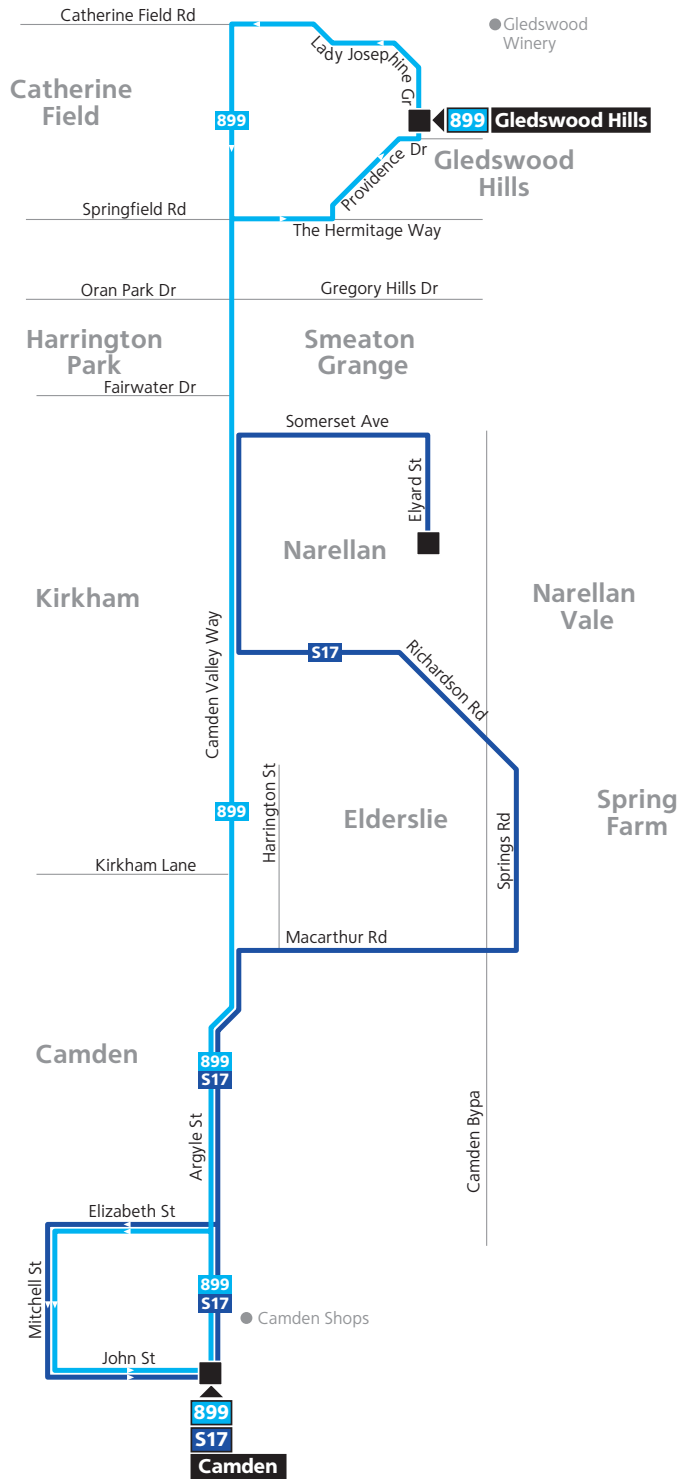 Catherine Field Rd
Gledswood
Winery
Lady Josephine Gr
Catherine
Field
899
899 Gledswood Hills
Providence Dr
Gledswood
Hills
Springfield Rd
The Hermitage Way
Oran Park Dr
Gregory Hills Dr
Harrington
Park
Smeaton
Grange
Fairwater Dr
Somerset Ave
Elyard St
Narellan
Kirkham
Narellan
Vale
Camden Valley Way
S17
Richardson Rd
Harrington St
899
Elderslie
Springs Rd
Spring
Farm
Kirkham Lane
Macarthur Rd
Camden
899
S17
Argyle St
Camden Bypa
Elizabeth St
Mitchell St
899
S17
Camden Shops
John St
899
S17
Camden